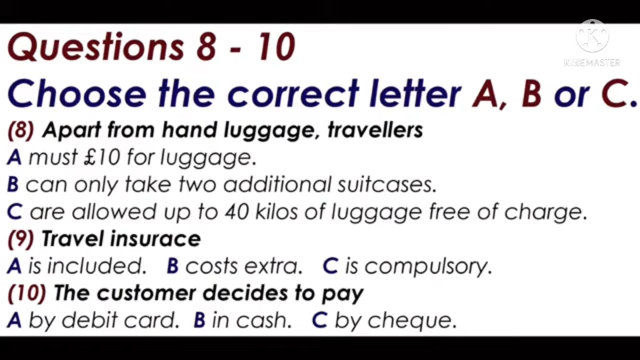 Questions 8 - 10
KINEMASTER
Choose the correct letter A, B or C.
(8) Apart from hand luggage, travellers
A must £10 for luggage.
B can only take two additional suitcases.
C are allowed up to 40 kilos of luggage free of charge.
(9) Travel insurace
A is included. B costs extra. C is compulsory.
(10) The customer decides to pay
A by debit card. B in cash. C by cheque.